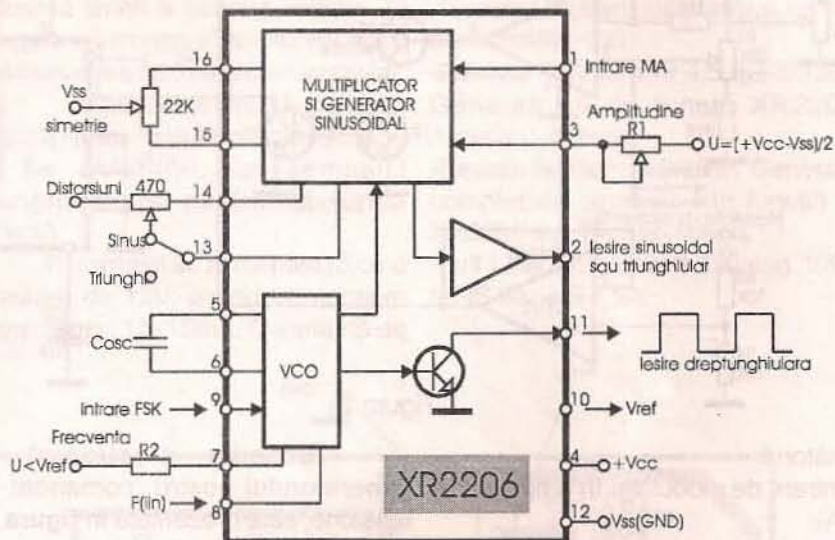 16
Vss
22K
simetrie
15
Distorsiuni
470
14
Sinus
13
Triunghi
5
Cosc
6
Intrare FSK
9
Frecventa
U<Vref
R2
7
F(lin)
8
MULTIPLICATOR
SI GENERATOR
SINUSOIDAL
VCO
XR2206
1
Intrare MA
Amplitudine
3
R1
U=(+Vcc-Vss)/2
2
Iesire sinusoidal
sau triunghiular
11
Iesire dreptunghiulara
10
Vref
4
+Vcc
12
Vss(GND)